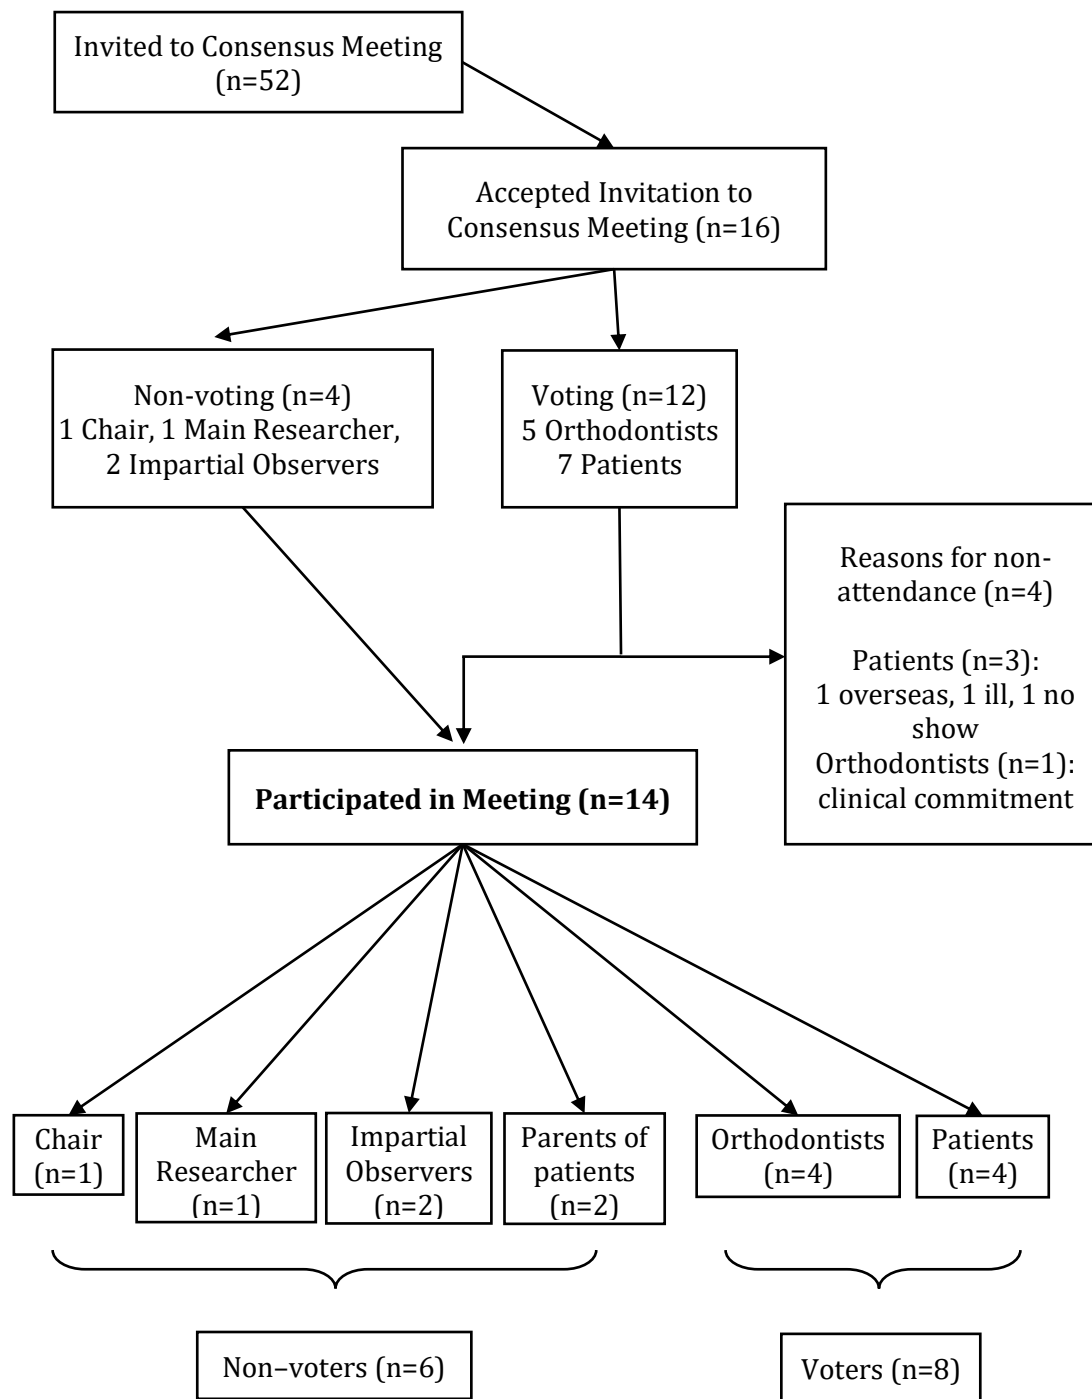 Invited to Consensus Meeting
(n=52)
Accepted Invitation to
Consensus Meeting (n=16)
Non-voting (n=4)
1 Chair, 1 Main Researcher,
2 Impartial Observers
Voting (n=12)
5 Orthodontists
7 Patients
Reasons for non-
attendance (n=4)
Patients (n=3):
1 overseas, 1 ill, 1 no
show
Orthodontists (n=1):
clinical commitment
Participated in Meeting (n=14)
Chair
(n=1)
Main
Researcher
(n=1)
Impartial
Observers
(n=2)
Parents of
patients
(n=2)
Orthodontists
(n=4)
Patients
(n=4)
Non–voters (n=6)
Voters (n=8)